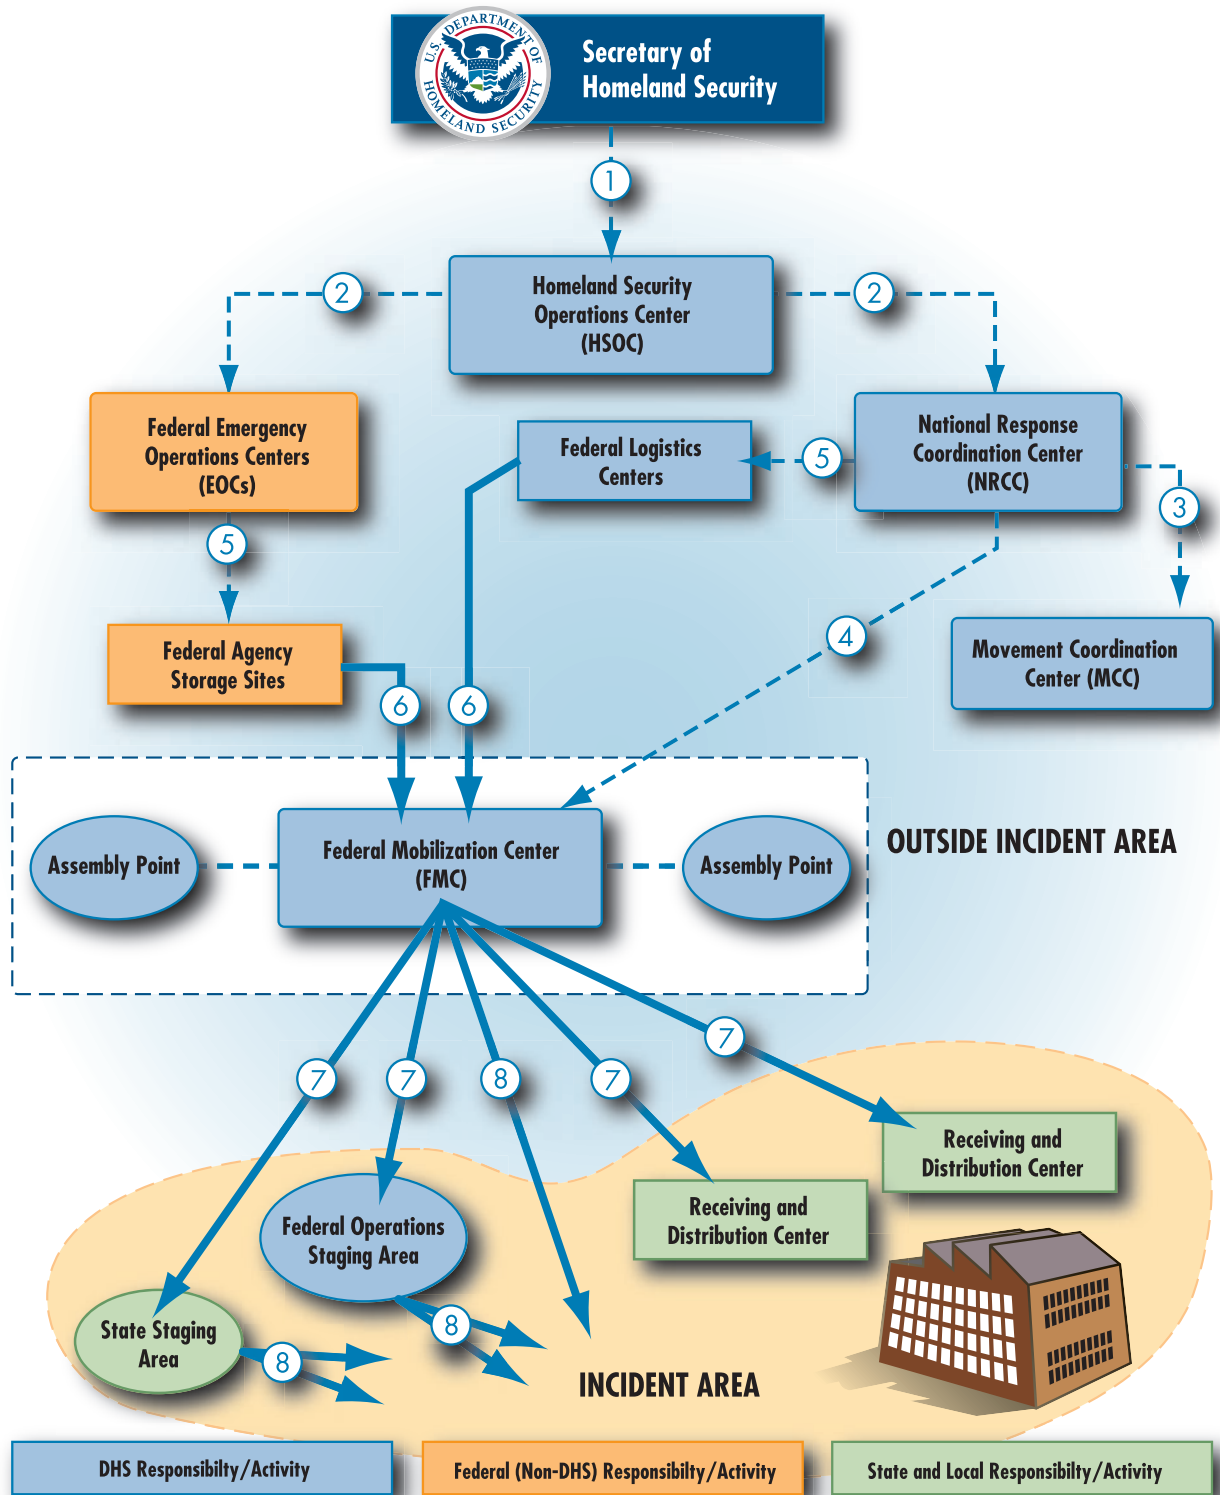 U.S. DEPARTMENT OF
HOMELAND SECURITY
Secretary of
Homeland Security
1
Homeland Security
Operations Center
(HSOC)
2
2
Federal Emergency
Operations Centers
(EOCs)
Federal Logistics
Centers
5
National Response
Coordination Center
(NRCC)
3
5
4
Federal Agency
Storage Sites
Movement Coordination
Center (MCC)
6
6
Assembly Point
Federal Mobilization Center
(FMC)
Assembly Point
OUTSIDE INCIDENT AREA
7
7
8
7
7
Receiving and
Distribution Center
Receiving and
Distribution Center
Federal Operations
Staging Area
State Staging
Area
8
8
INCIDENT AREA
DHS Responsibilty/Activity
Federal (Non-DHS) Responsibilty/Activity
State and Local Responsibilty/Activity